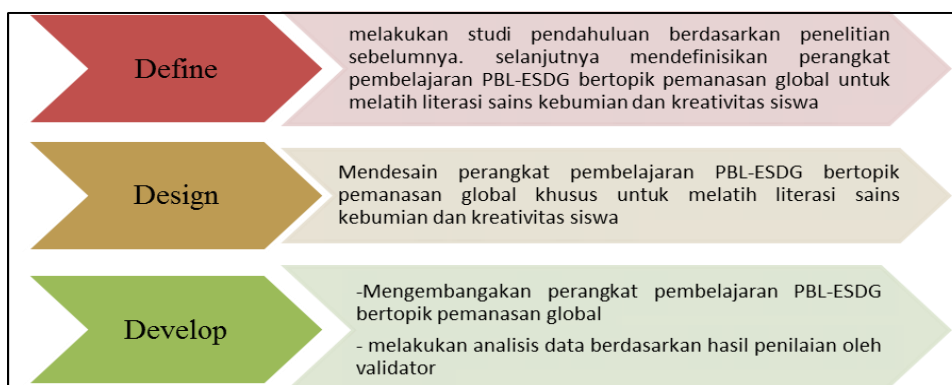 Define
melakukan studi pendahuluan berdasarkan penelitian
sebelumnya. selanjutnya mendefinisikan perangkat
pembelajaran PBL-ESDG bertopik pemanasan global untuk
melatih literasi sains kebumian dan kreativitas siswa
Design
Mendesain perangkat pembelajaran PBL-ESDG bertopik
pemanasan global khusus untuk melatih literasi sains
kebumian dan kreativitas siswa
Develop
-Mengembangakan perangkat pembelajaran PBL-ESDG
bertopik pemanasan global
- melakukan analisis data berdasarkan hasil penilaian oleh
validator